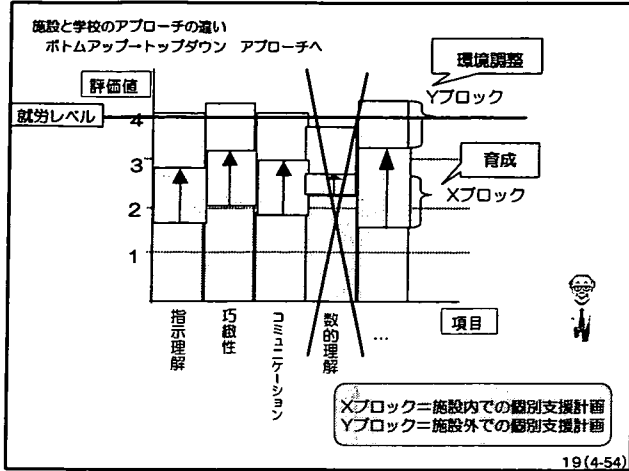 施設と学校のアプローチの違い
ボトムアップ→トップダウン アプローチへ
環境調整
Yブロック
評価値
就労レベル
4
3
育成
Xブロック
2
1
指示理解
巧緻性
コミュニケーション
数的理解
…
項目
Xブロック=施設内での個別支援計画
Yブロック=施設外での個別支援計画
19(4-54)